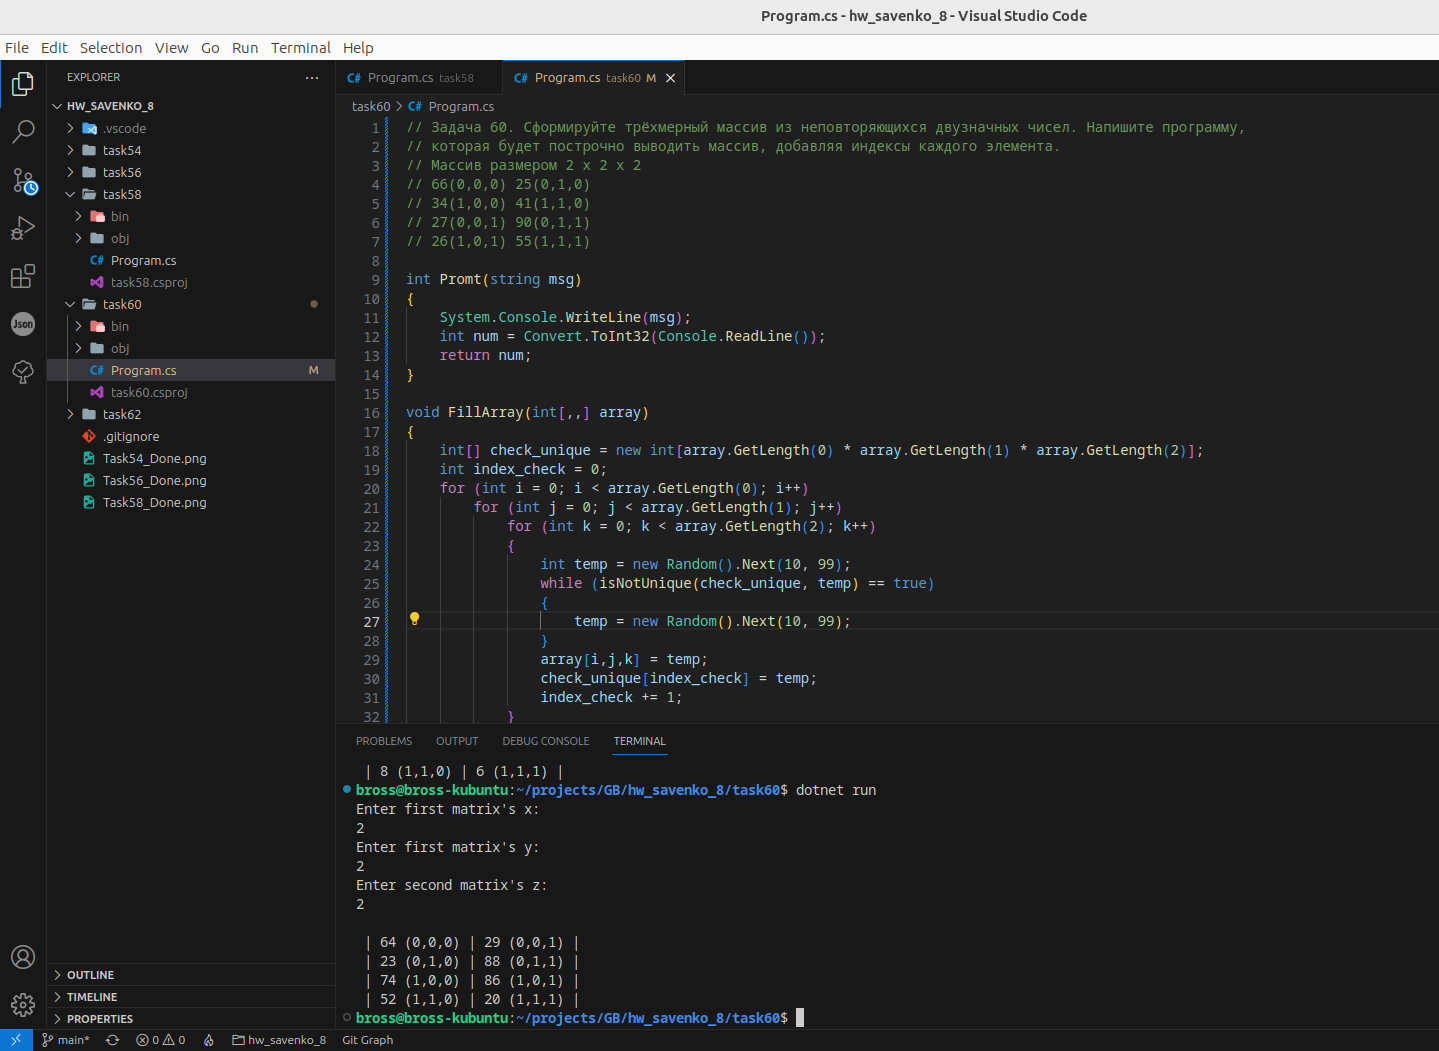 Program.cs - hw_savenko_8 - Visual Studio Code
File Edit Selection View Go Run Terminal Help
EXPLORER ···
HW_SAVENKO_8
.vscode
task54
task56
task58
bin
obj
Program.cs
task58.csproj
task60
bin
obj
Program.cs M
task60.csproj
task62
.gitignore
Task54_Done.png
Task56_Done.png
Task58_Done.png
OUTLINE
TIMELINE
PROPERTIES
Json
C# Program.cs task58
C# Program.cs task60 M
task60 > C# Program.cs
1 // Задача 60. Сформируйте трёхмерный массив из неповторяющихся двузначных чисел. Напишите программу,
2 // которая будет построчно выводить массив, добавляя индексы каждого элемента.
3 // Массив размером 2 x 2 x 2
4 // 66(0,0,0) 25(0,1,0)
5 // 34(1,0,0) 41(1,1,0)
6 // 27(0,0,1) 90(0,1,1)
7 // 26(1,0,1) 55(1,1,1)
8
9 int Promt(string msg)
10 {
11 System.Console.WriteLine(msg);
12 int num = Convert.ToInt32(Console.ReadLine());
13 return num;
14 }
15
16 void FillArray(int[,,] array)
17 {
18 int[] check_unique = new int[array.GetLength(0) * array.GetLength(1) * array.GetLength(2)];
19 int index_check = 0;
20 for (int i = 0; i < array.GetLength(0); i++)
21 for (int j = 0; j < array.GetLength(1); j++)
22 for (int k = 0; k < array.GetLength(2); k++)
23 {
24 int temp = new Random().Next(10, 99);
25 while (isNotUnique(check_unique, temp) == true)
26 {
27 temp = new Random().Next(10, 99);
28 }
29 array[i,j,k] = temp;
30 check_unique[index_check] = temp;
31 index_check += 1;
32 }
PROBLEMS OUTPUT DEBUG CONSOLE TERMINAL
| 8 (1,1,0) | 6 (1,1,1) |
bross@bross-kubuntu:~/projects/GB/hw_savenko_8/task60$ dotnet run
Enter first matrix's x:
2
Enter first matrix's y:
2
Enter second matrix's z:
2
| 64 (0,0,0) | 29 (0,0,1) |
| 23 (0,1,0) | 88 (0,1,1) |
| 74 (1,0,0) | 86 (1,0,1) |
| 52 (1,1,0) | 20 (1,1,1) |
bross@bross-kubuntu:~/projects/GB/hw_savenko_8/task60$
main* 0 0 hw_savenko_8 Git Graph